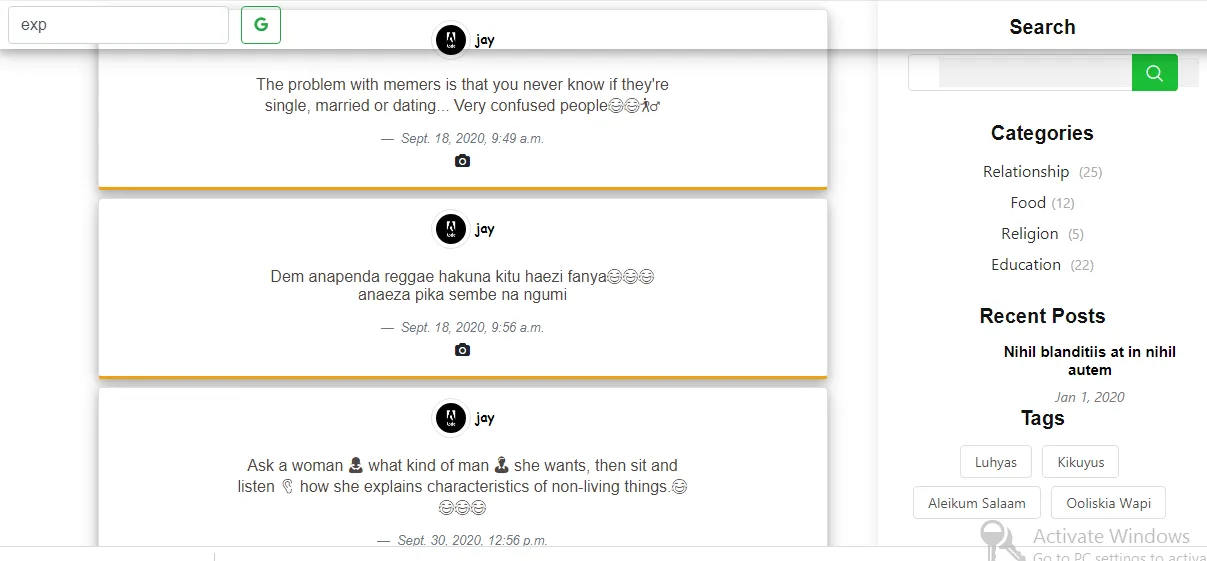 exp
G
jay
The problem with memers is that you never know if they're
single, married or dating... Very confused people😂😂🚶♂
— Sept. 18, 2020, 9:49 a.m.
jay
Dem anapenda reggae hakuna kitu haezi fanya😂😂😂
anaeza pika sembe na ngumi
— Sept. 18, 2020, 9:56 a.m.
jay
Ask a woman 👩 what kind of man 👨 she wants, then sit and
listen 👂 how she explains characteristics of non-living things.😂
😂😂😂
— Sept. 30, 2020, 12:56 p.m.
Search
Categories
Relationship (25)
Food (12)
Religion (5)
Education (22)
Recent Posts
Nihil blanditiis at in nihil
autem
Jan 1, 2020
Tags
Luhyas Kikuyus
Aleikum Salaam Ooliskia Wapi
Activate Windows
Go to PC settings to activa